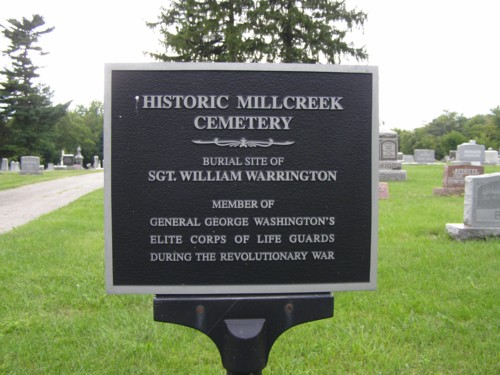 HISTORIC MILLCREEK
CEMETERY
BURIAL SITE OF
SGT. WILLIAM WARRINGTON
MEMBER OF
GENERAL GEORGE WASHINGTON'S
ELITE CORPS OF LIFE GUARDS
DURING THE REVOLUTIONARY WAR